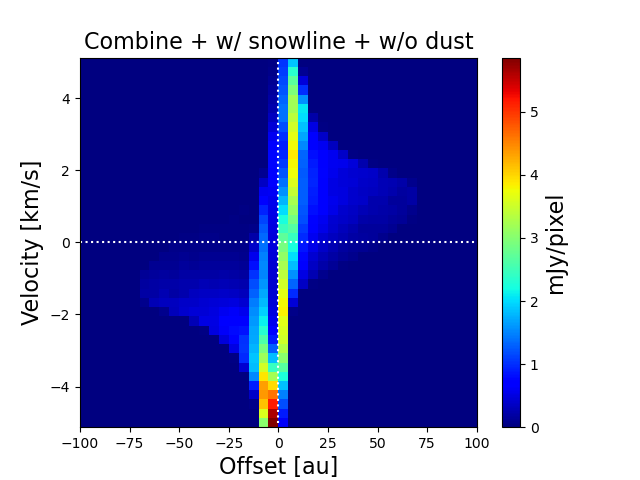 Combine + w/ snowline + w/o dust
4
2
0
−2
−4
Velocity [km/s]
−100 −75 −50 −25 0 25 50 75 100
Offset [au]
5
4
3
2
1
0
mJy/pixel